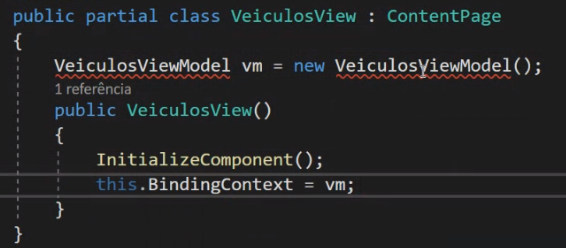 public partial class VeiculosView : ContentPage
{
VeiculosViewModel vm = new VeiculosViewModel();
1 referência
public VeiculosView()
{
InitializeComponent();
this.BindingContext = vm;
}
}